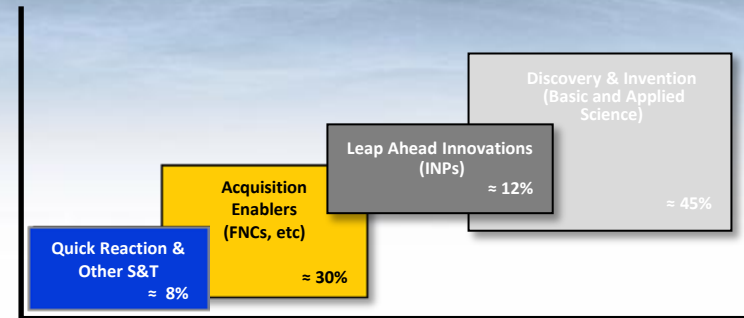 Discovery & Invention
(Basic and Applied
Science)
≈ 45%
Leap Ahead Innovations
(INPs)
≈ 12%
Acquisition
Enablers
(FNCs, etc)
≈ 30%
Quick Reaction &
Other S&T
≈ 8%